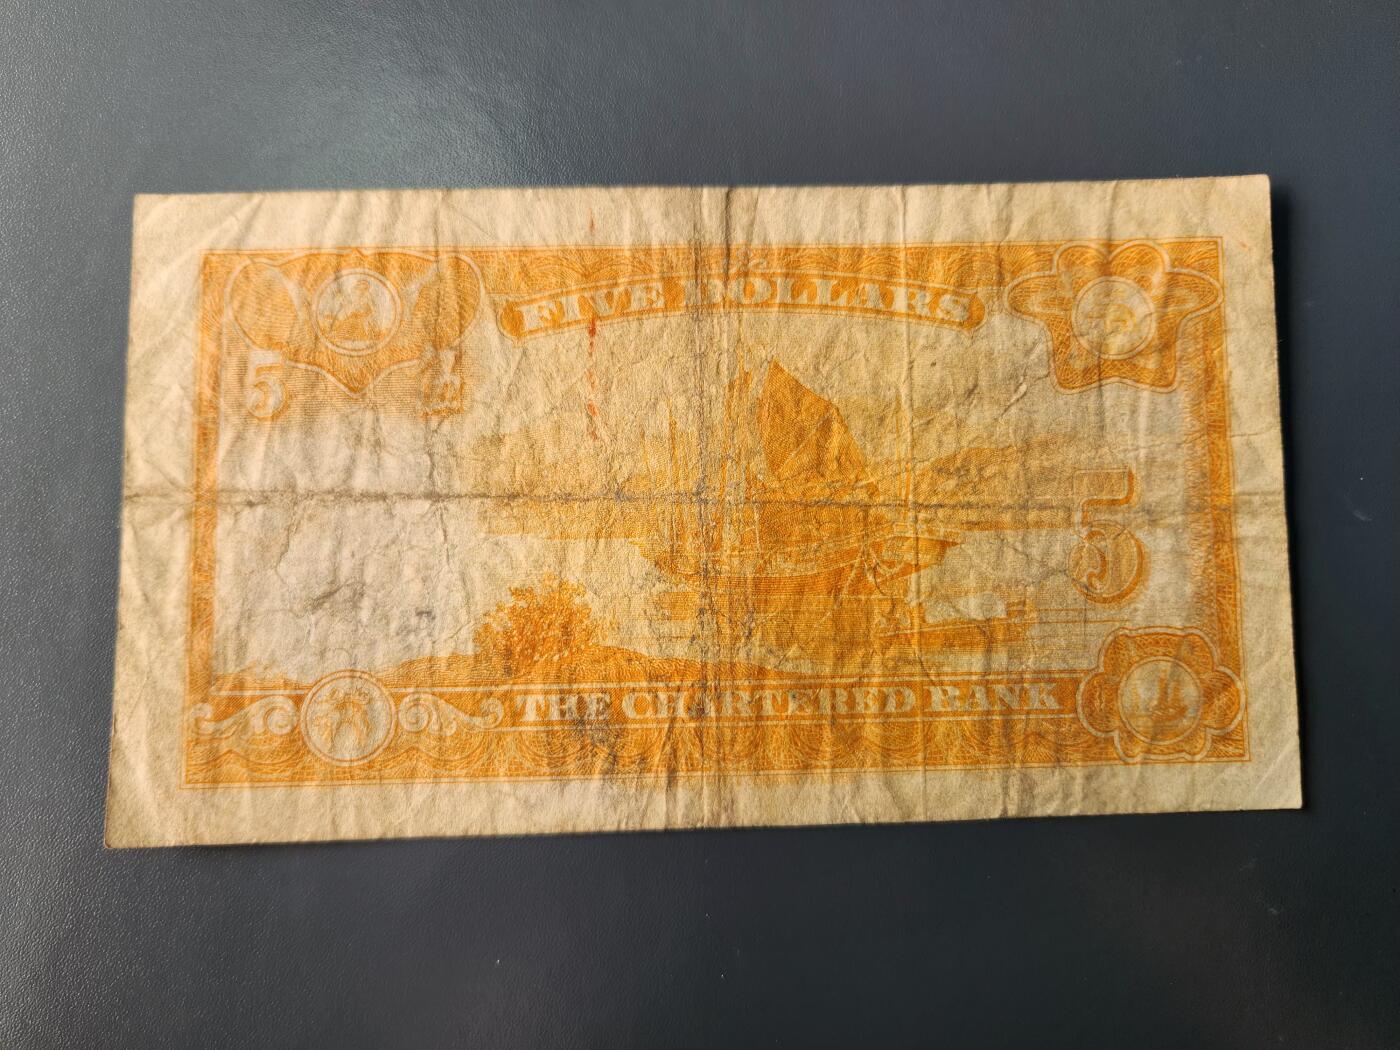 FIVE DOLLARS
5
5
THE CHARTERED BANK